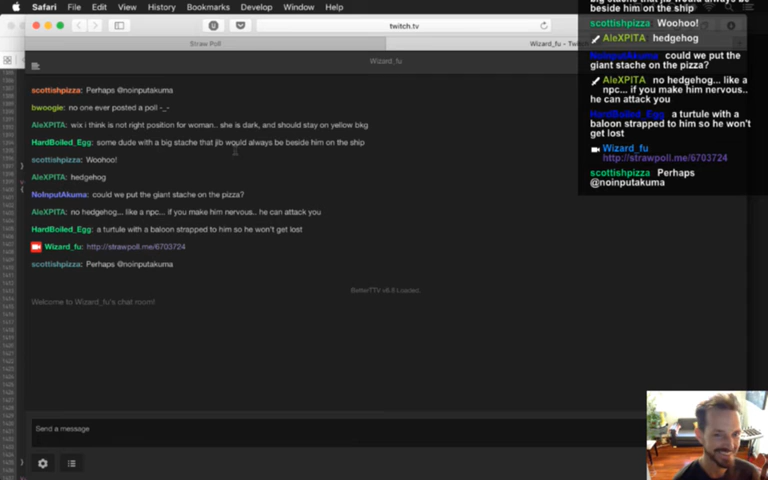 Safari File Edit View History Bookmarks Develop Window Help
twitch.tv
Straw Poll
Wizard_fu - Twitc
Wizard_fu
scottishpizza: Perhaps @noinputakuma
bwoogie: no one ever posted a poll -_-
AleXPITA: wix i think is not right position for woman.. she is dark, and should stay on yellow bkg
HardBoiled_Egg: some dude with a big stache that jib would always be beside him on the ship
scottishpizza: Woohoo!
AleXPITA: hedgehog
NoInputAkuma: could we put the giant stache on the pizza?
AleXPITA: no hedgehog... like a npc... if you make him nervous.. he can attack you
HardBoiled_Egg: a turtule with a baloon strapped to him so he won't get lost
Wizard_fu: http://strawpoll.me/6703724
scottishpizza: Perhaps @noinputakuma
BetterTTV v6.8 Loaded.
Welcome to Wizard_fu's chat room!
Send a message
beside him on the ship
scottishpizza Woohoo!
AleXPITA hedgehog
NoInputAkuma could we put the
giant stache on the pizza?
AleXPITA no hedgehog... like a
npc... if you make him nervous..
he can attack you
HardBoiled_Egg a turtule with a
baloon strapped to him so he won't
get lost
Wizard_fu
http://strawpoll.me/6703724
scottishpizza Perhaps
@noinputakuma